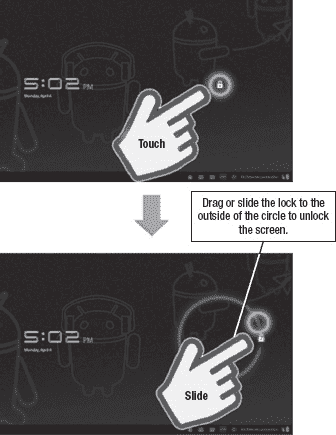 5:02 PM
Monday, April 4
Touch
Drag or slide the lock to the
outside of the circle to unlock
the screen.
5:02 PM
Monday, April 4
Slide